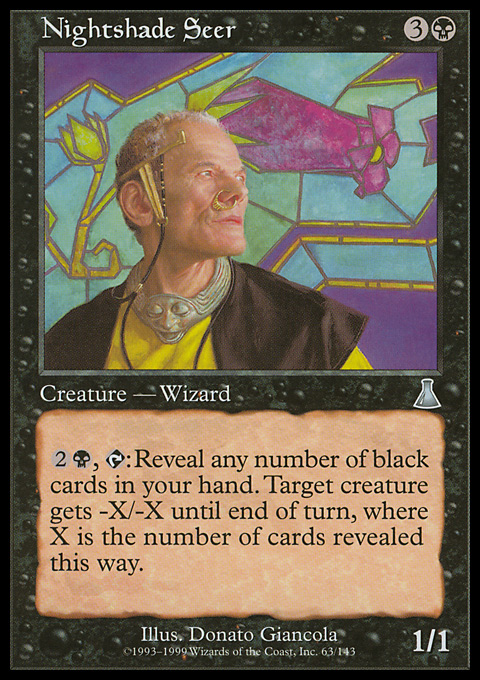 Nightshade Seer 3
Creature — Wizard
2 , :Reveal any number of black
cards in your hand. Target creature
gets -X/-X until end of turn, where
X is the number of cards revealed
this way.
Illus. Donato Giancola
©1993–1999 Wizards of the Coast, Inc. 63/143
1/1